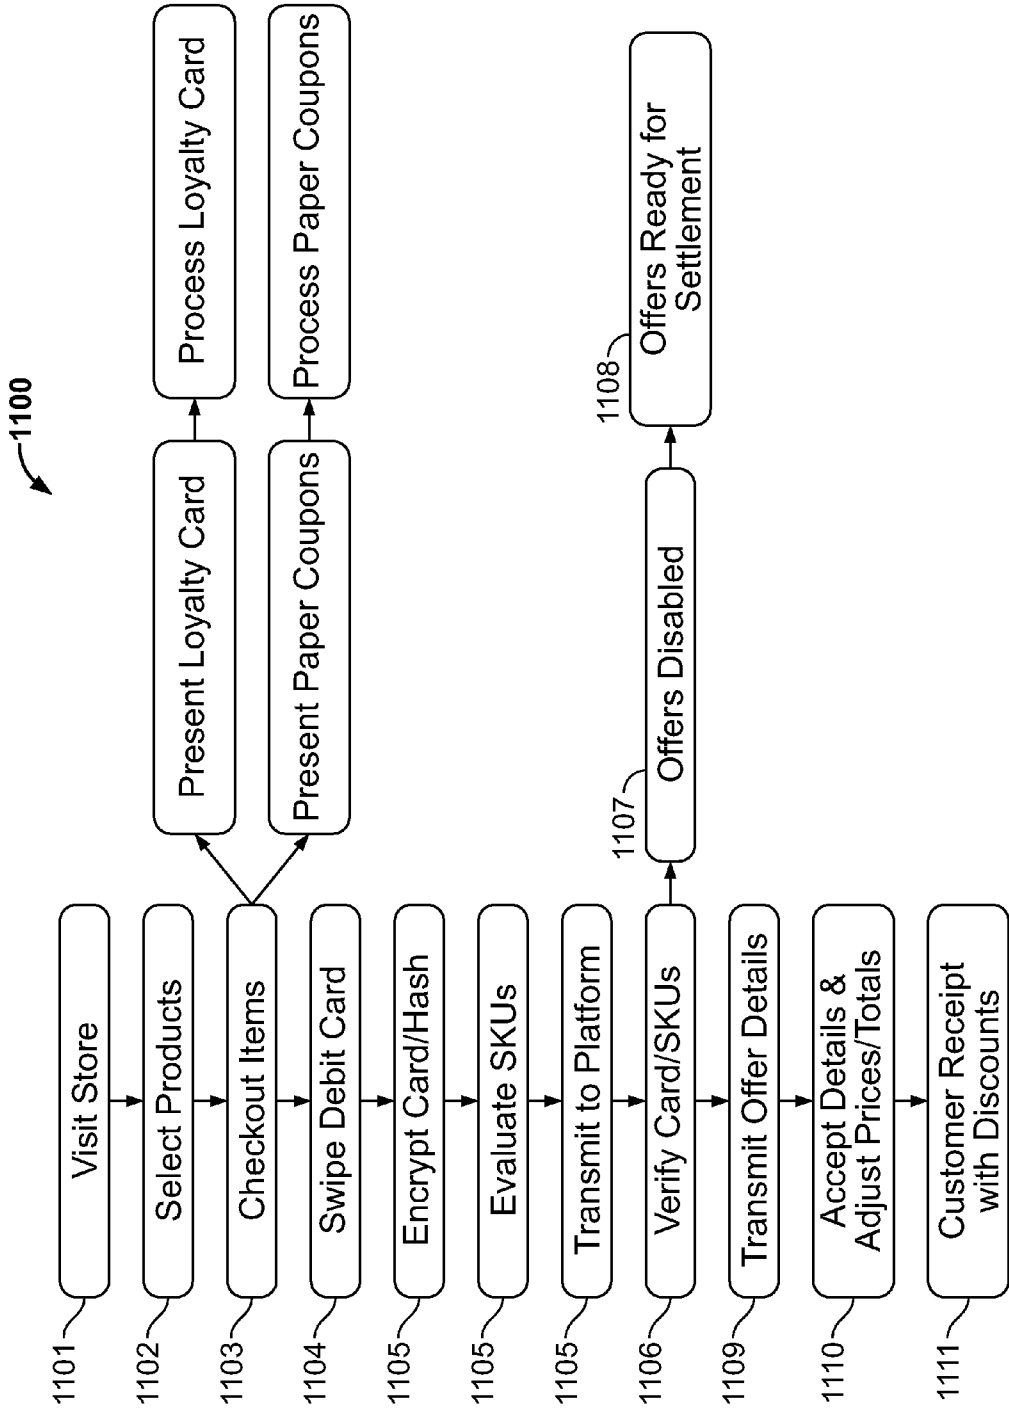 1100
1101
Visit Store
1102
Select Products
1103
Checkout Items
Present Loyalty Card
Process Loyalty Card
Present Paper Coupons
Process Paper Coupons
1104
Swipe Debit Card
1105
Encrypt Card/Hash
1105
Evaluate SKUs
1105
Transmit to Platform
1106
Verify Card/SKUs
1107
Offers Disabled
1108
Offers Ready for
Settlement
1109
Transmit Offer Details
1110
Accept Details &
Adjust Prices/Totals
1111
Customer Receipt
with Discounts